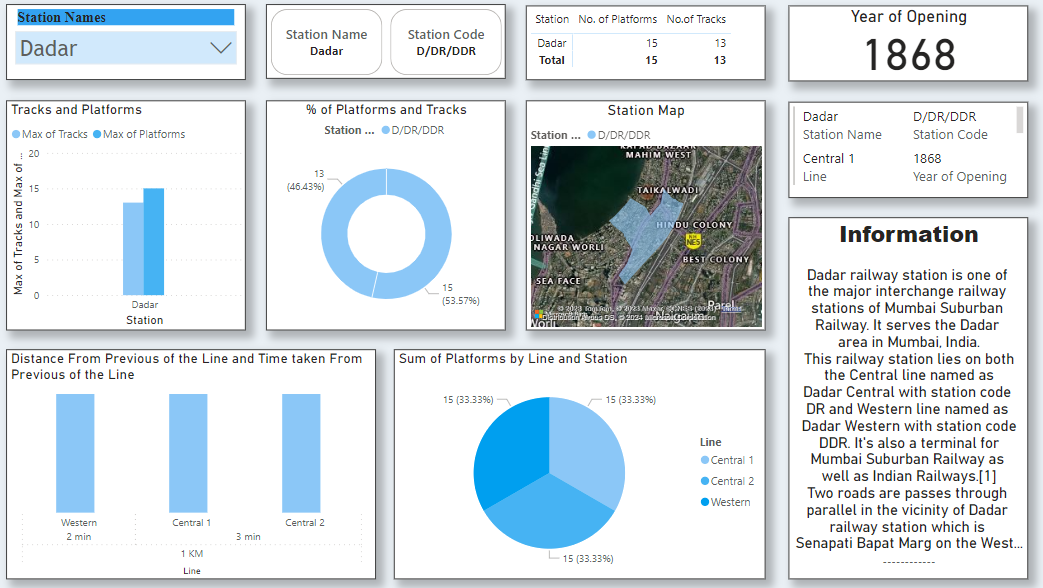 Station Names
Dadar
Station Name
Dadar
Station Code
D/DR/DDR
Station No. of Platforms No.of Tracks
Dadar 15 13
Total 15 13
Year of Opening
1868
Tracks and Platforms
Max of Tracks Max of Platforms
Max of Tracks and Max of ...
20
15
10
5
0
Dadar
Station
% of Platforms and Tracks
Station ... D/DR/DDR
13
(46.43%)
15
(53.57%)
Station Map
Station ... D/DR/DDR
MAHIM WEST
TAIKALWADI
HINDU COLONY
NAGAR WORLI
BEST COLONY
SEA FACE
Parel
Dadar D/DR/DDR
Station Name Station Code
Central 1 1868
Line Year of Opening
Information
Dadar railway station is one of
the major interchange railway
stations of Mumbai Suburban
Railway. It serves the Dadar
area in Mumbai, India.
This railway station lies on both
the Central line named as
Dadar Central with station code
DR and Western line named as
Dadar Western with station code
DDR. It's also a terminal for
Mumbai Suburban Railway as
well as Indian Railways.[1]
Two roads are passes through
parallel in the vicinity of Dadar
railway station which is
Senapati Bapat Marg on the West...
------------
Distance From Previous of the Line and Time taken From
Previous of the Line
Western Central 1 Central 2
2 min 3 min
1 KM
Line
Sum of Platforms by Line and Station
15 (33.33%) 15 (33.33%)
15 (33.33%)
Line
Central 1
Central 2
Western